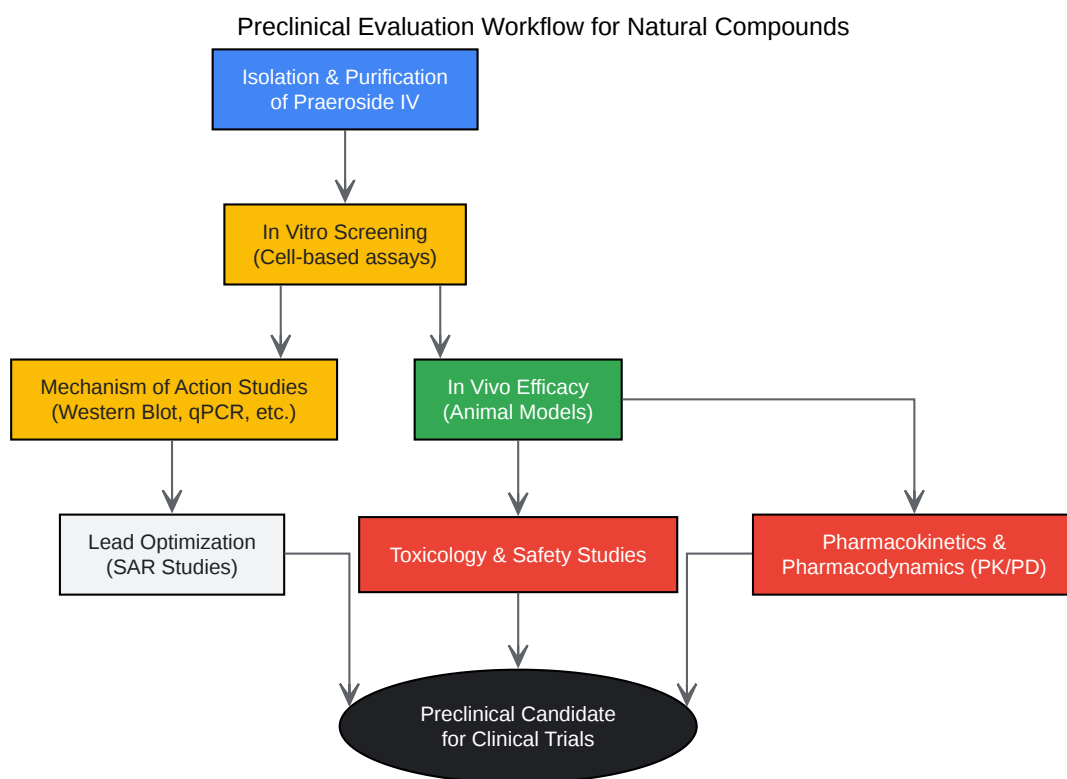 Preclinical Evaluation Workflow for Natural Compounds
Isolation & Purification
of Praeroside IV
In Vitro Screening
(Cell-based assays)
Mechanism of Action Studies
(Western Blot, qPCR, etc.)
In Vivo Efficacy
(Animal Models)
Lead Optimization
(SAR Studies)
Toxicology & Safety Studies
Pharmacokinetics &
Pharmacodynamics (PK/PD)
Preclinical Candidate
for Clinical Trials